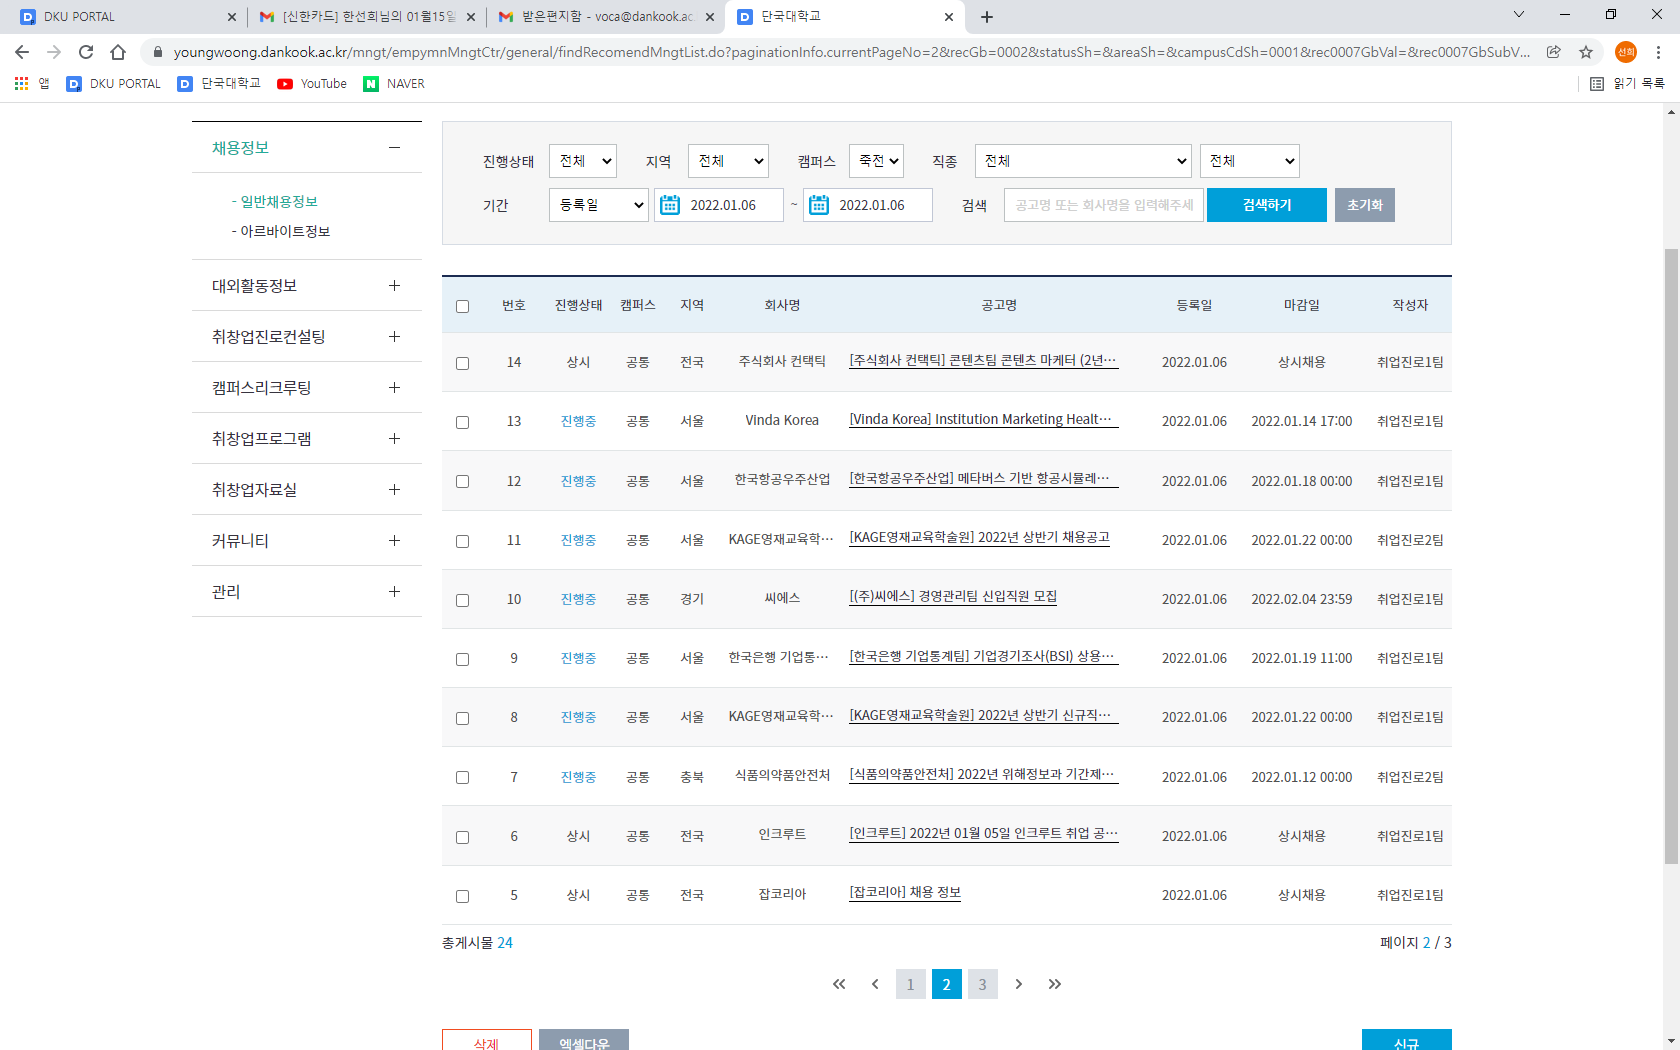 DKU PORTAL
[신한카드] 한선희님의 01월15일
받은편지함 - voca@dankook.ac.
단국대학교
youngwoong.dankook.ac.kr/mngt/empymnMngtCtr/general/findRecomendMngtList.do?paginationInfo.currentPageNo=2&recGb=0002&statusSh=&areaSh=&campusCdSh=0001&rec0007GbVal=&rec0007GbSubV...
선희
앱
DKU PORTAL
단국대학교
YouTube
NAVER
읽기 목록
채용정보
- 일반채용정보
- 아르바이트정보
대외활동정보
취창업진로컨설팅
캠퍼스리크루팅
취창업프로그램
취창업자료실
커뮤니티
관리
진행상태 전체 지역 전체 캠퍼스 죽전 직종 전체 전체
기간 등록일 2022.01.06 ~ 2022.01.06 검색 공고명 또는 회사명을 입력해주세 검색하기 초기화
번호 진행상태 캠퍼스 지역 회사명 공고명 등록일 마감일 작성자
14 상시 공통 전국 주식회사 컨택틱 [주식회사 컨택틱] 콘텐츠팀 콘텐츠 마케터 (2년··· 2022.01.06 상시채용 취업진로1팀
13 진행중 공통 서울 Vinda Korea [Vinda Korea] Institution Marketing Healt··· 2022.01.06 2022.01.14 17:00 취업진로1팀
12 진행중 공통 서울 한국항공우주산업 [한국항공우주산업] 메타버스 기반 항공시뮬레··· 2022.01.06 2022.01.18 00:00 취업진로1팀
11 진행중 공통 서울 KAGE영재교육학··· [KAGE영재교육학술원] 2022년 상반기 채용공고 2022.01.06 2022.01.22 00:00 취업진로2팀
10 진행중 공통 경기 씨에스 [(주)씨에스] 경영관리팀 신입직원 모집 2022.01.06 2022.02.04 23:59 취업진로1팀
9 진행중 공통 서울 한국은행 기업통··· [한국은행 기업통계팀] 기업경기조사(BSI) 상용··· 2022.01.06 2022.01.19 11:00 취업진로1팀
8 진행중 공통 서울 KAGE영재교육학··· [KAGE영재교육학술원] 2022년 상반기 신규직··· 2022.01.06 2022.01.22 00:00 취업진로1팀
7 진행중 공통 충북 식품의약품안전처 [식품의약품안전처] 2022년 위해정보과 기간제··· 2022.01.06 2022.01.12 00:00 취업진로2팀
6 상시 공통 전국 인크루트 [인크루트] 2022년 01월 05일 인크루트 취업 공··· 2022.01.06 상시채용 취업진로1팀
5 상시 공통 전국 잡코리아 [잡코리아] 채용 정보 2022.01.06 상시채용 취업진로1팀
총게시물 24
페이지 2 / 3
1 2 3
삭제 엑셀다운 신규